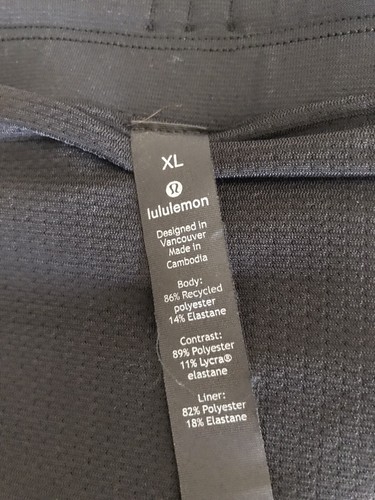 XL
lululemon
Designed in
Vancouver
Made in
Cambodia
Body:
86% Recycled
polyester
14% Elastane
Contrast:
89% Polyester
11% Lycra®
elastane
Liner:
82% Polyester
18% Elastane